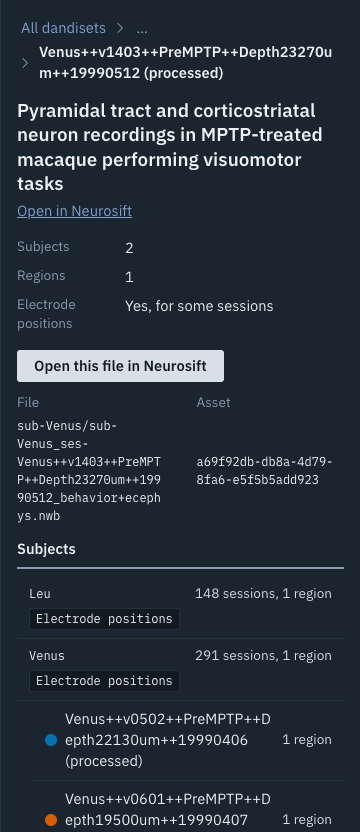 All dandisets > ...
> Venus++v1403++PreMPTP++Depth23270u
m++19990512 (processed)
Pyramidal tract and corticostriatal
neuron recordings in MPTP-treated
macaque performing visuomotor
tasks
Open in Neurosift
Subjects 2
Regions 1
Electrode Yes, for some sessions
positions
Open this file in Neurosift
File Asset
sub-Venus/sub-
Venus_ses-
Venus++v1403++PreMPT a69f92db-db8a-4d79-
P++Depth23270um++199 8fa6-e5f5b5add923
90512_behavior+eceph
ys.nwb
Subjects
Leu 148 sessions, 1 region
Electrode positions
Venus 291 sessions, 1 region
Electrode positions
Venus++v0502++PreMPTP++D
epth22130um++19990406 1 region
(processed)
Venus++v0601++PreMPTP++D
epth19500um++19990407 1 region